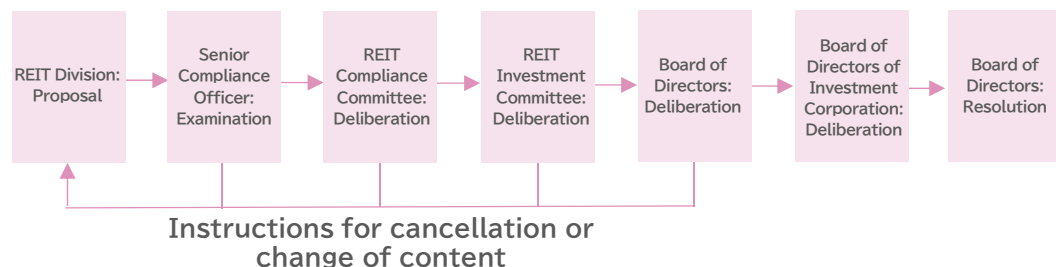 REIT Division:
Proposal
Senior
Compliance
Officer:
Examination
REIT
Compliance
Committee:
Deliberation
REIT
Investment
Committee:
Deliberation
Board of
Directors:
Deliberation
Board of
Directors of
Investment
Corporation:
Deliberation
Board of
Directors:
Resolution
Instructions for cancellation or
change of content